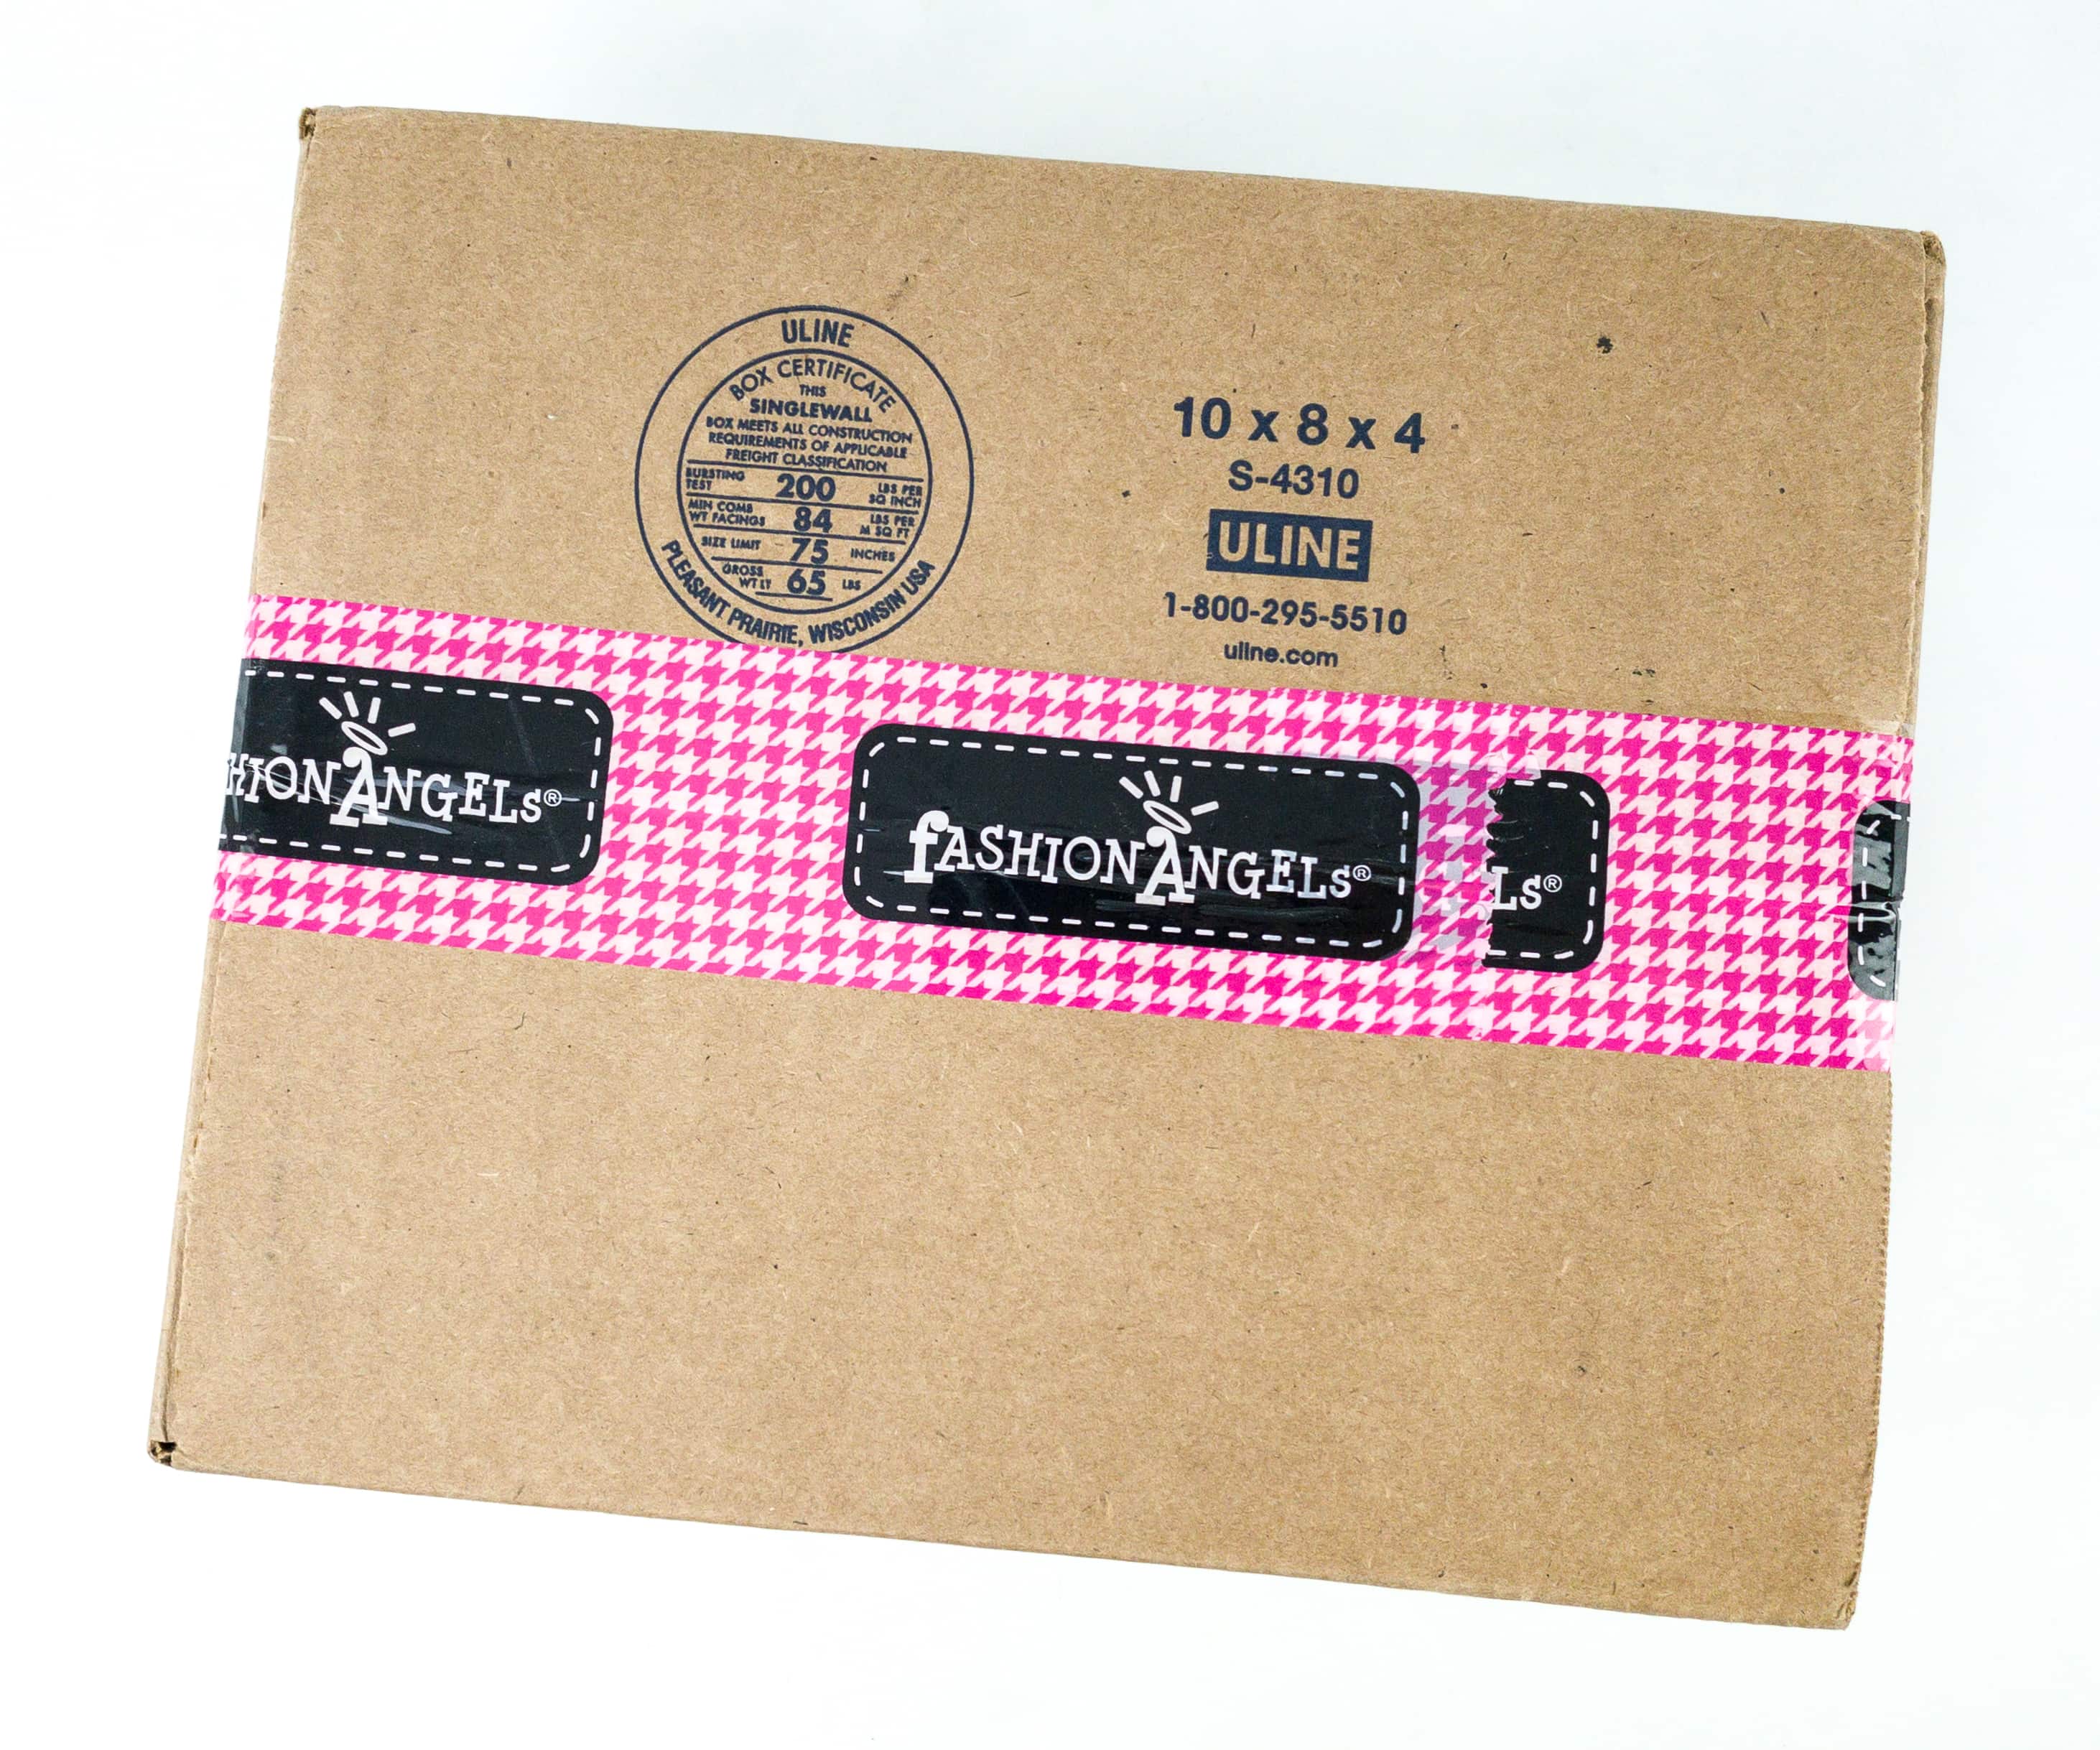 ULINE
BOX CERTIFICATE
THIS
SINGLEWALL
BOX MEETS ALL CONSTRUCTION
REQUIREMENTS OF APPLICABLE
FREIGHT CLASSIFICATION
BURSTING TEST 200 LBS PER SQ INCH
MIN COMB WT FACINGS 84 LBS PER M SQ FT
SIZE LIMIT 75 INCHES
GROSS WT LT 65 LBS
PLEASANT PRAIRIE, WISCONSIN USA
10 x 8 x 4
S-4310
ULINE
1-800-295-5510
uline.com
HION ANGELS®
fASHION ANGELS®
LS®